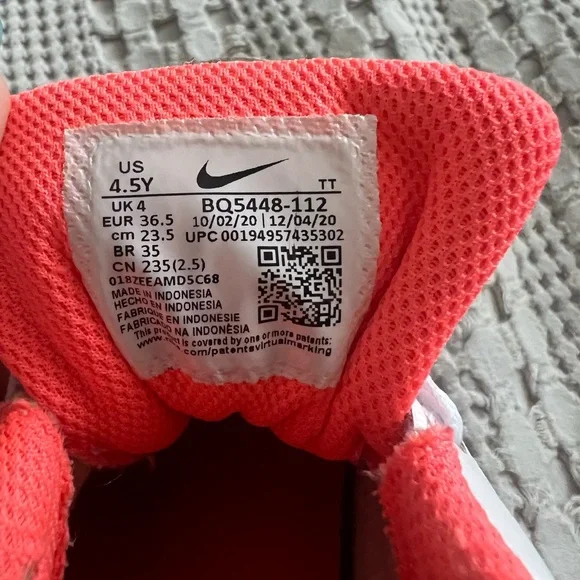 US
4.5Y
TT
UK 4
BQ5448-112
EUR 36.5
10/02/20 | 12/04/20
cm 23.5
UPC 00194957435302
BR 35
CN 235(2.5)
018ZEEAMD5C68
MADE IN INDONESIA
HECHO EN INDONESIA
FABRIQUE EN INDONESIE
FABRICADO NA INDONÉSIA
This product is covered by one or more patents:
.com/patentsvirtualmarking